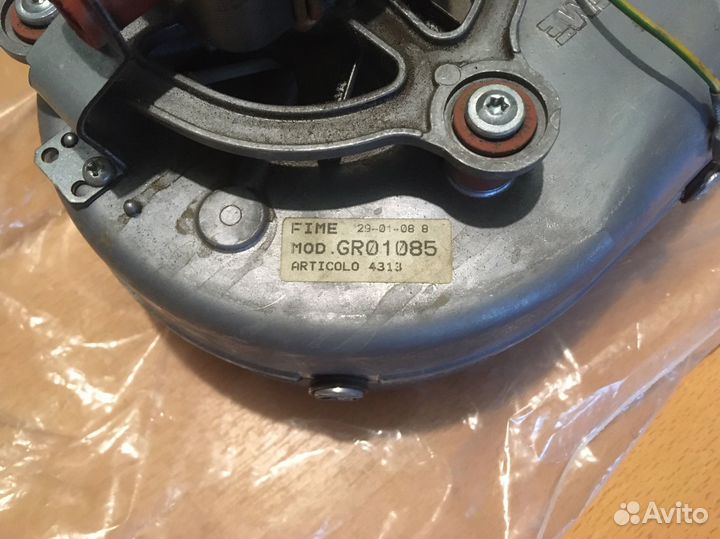 FIME 29-01-08 8
MOD.GR01085
ARTICOLO 4313
Avito